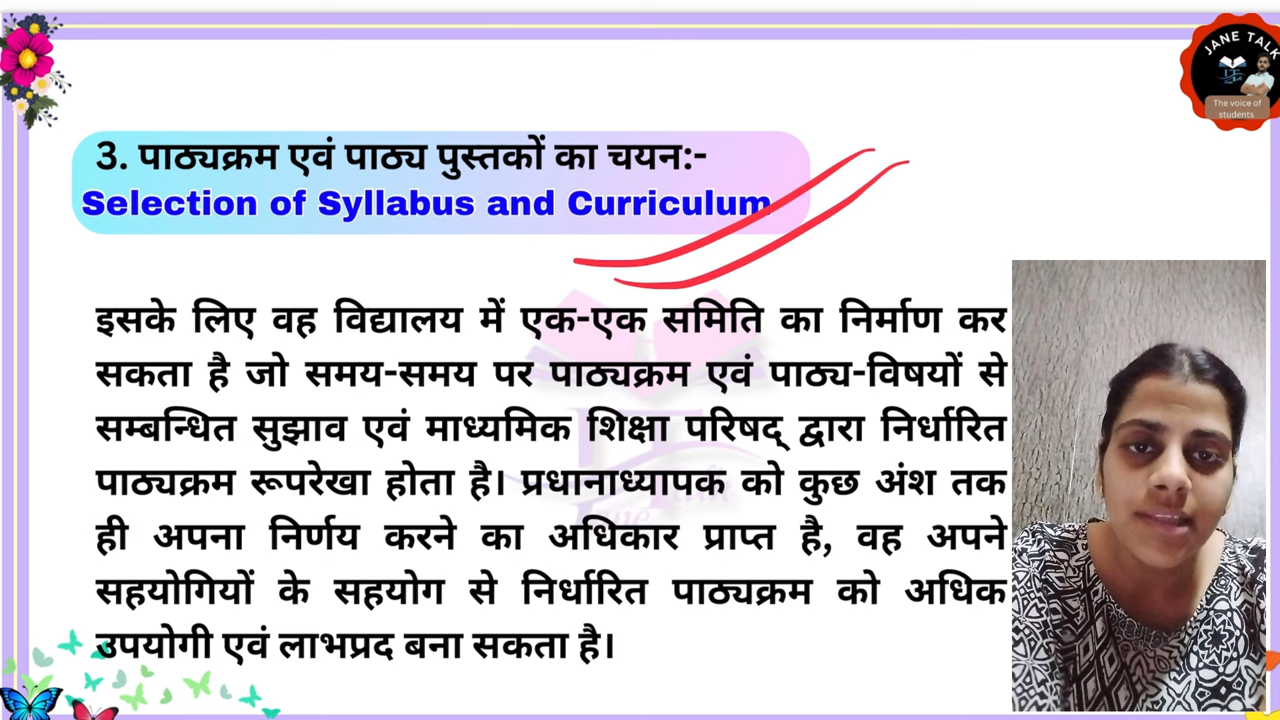 JANE TALK
The voice of
students
3. पाठ्यक्रम एवं पाठ्य पुस्तकों का चयन:-
Selection of Syllabus and Curriculum
इसके लिए वह विद्यालय में एक-एक समिति का निर्माण कर
सकता है जो समय-समय पर पाठ्यक्रम एवं पाठ्य-विषयों से
सम्बन्धित सुझाव एवं माध्यमिक शिक्षा परिषद् द्वारा निर्धारित
पाठ्यक्रम रूपरेखा होता है। प्रधानाध्यापक को कुछ अंश तक
ही अपना निर्णय करने का अधिकार प्राप्त है, वह अपने
सहयोगियों के सहयोग से निर्धारित पाठ्यक्रम को अधिक
उपयोगी एवं लाभप्रद बना सकता है।